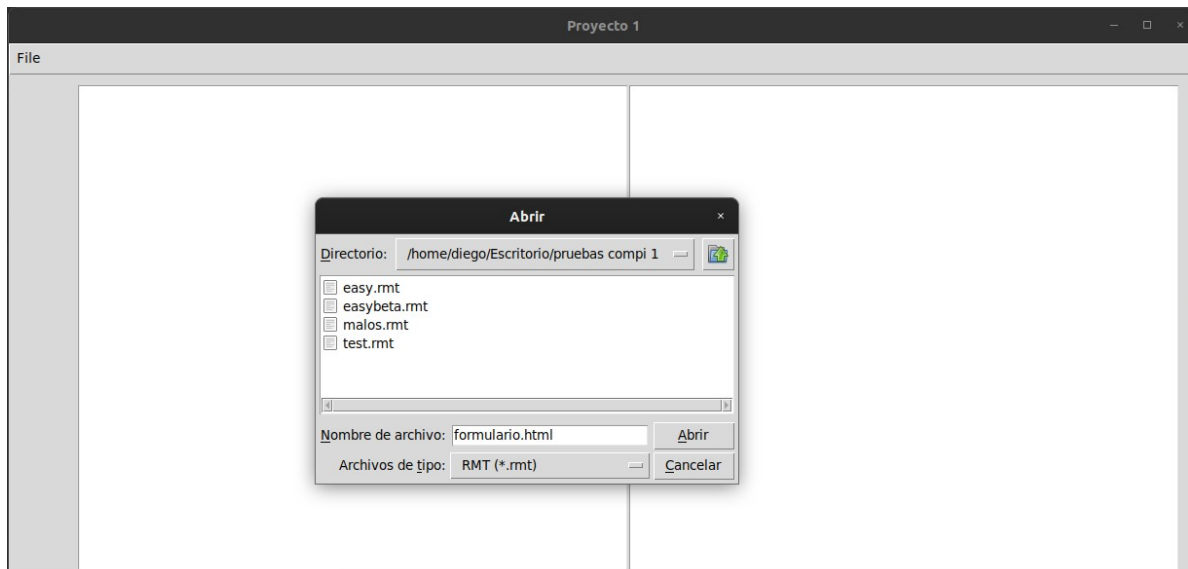 Proyecto 1
File
Abrir
Directorio: /home/diego/Escritorio/pruebas compi 1
easy.rmt
easybeta.rmt
malos.rmt
test.rmt
Nombre de archivo: formulario.html Abrir
Archivos de tipo: RMT (*.rmt) Cancelar